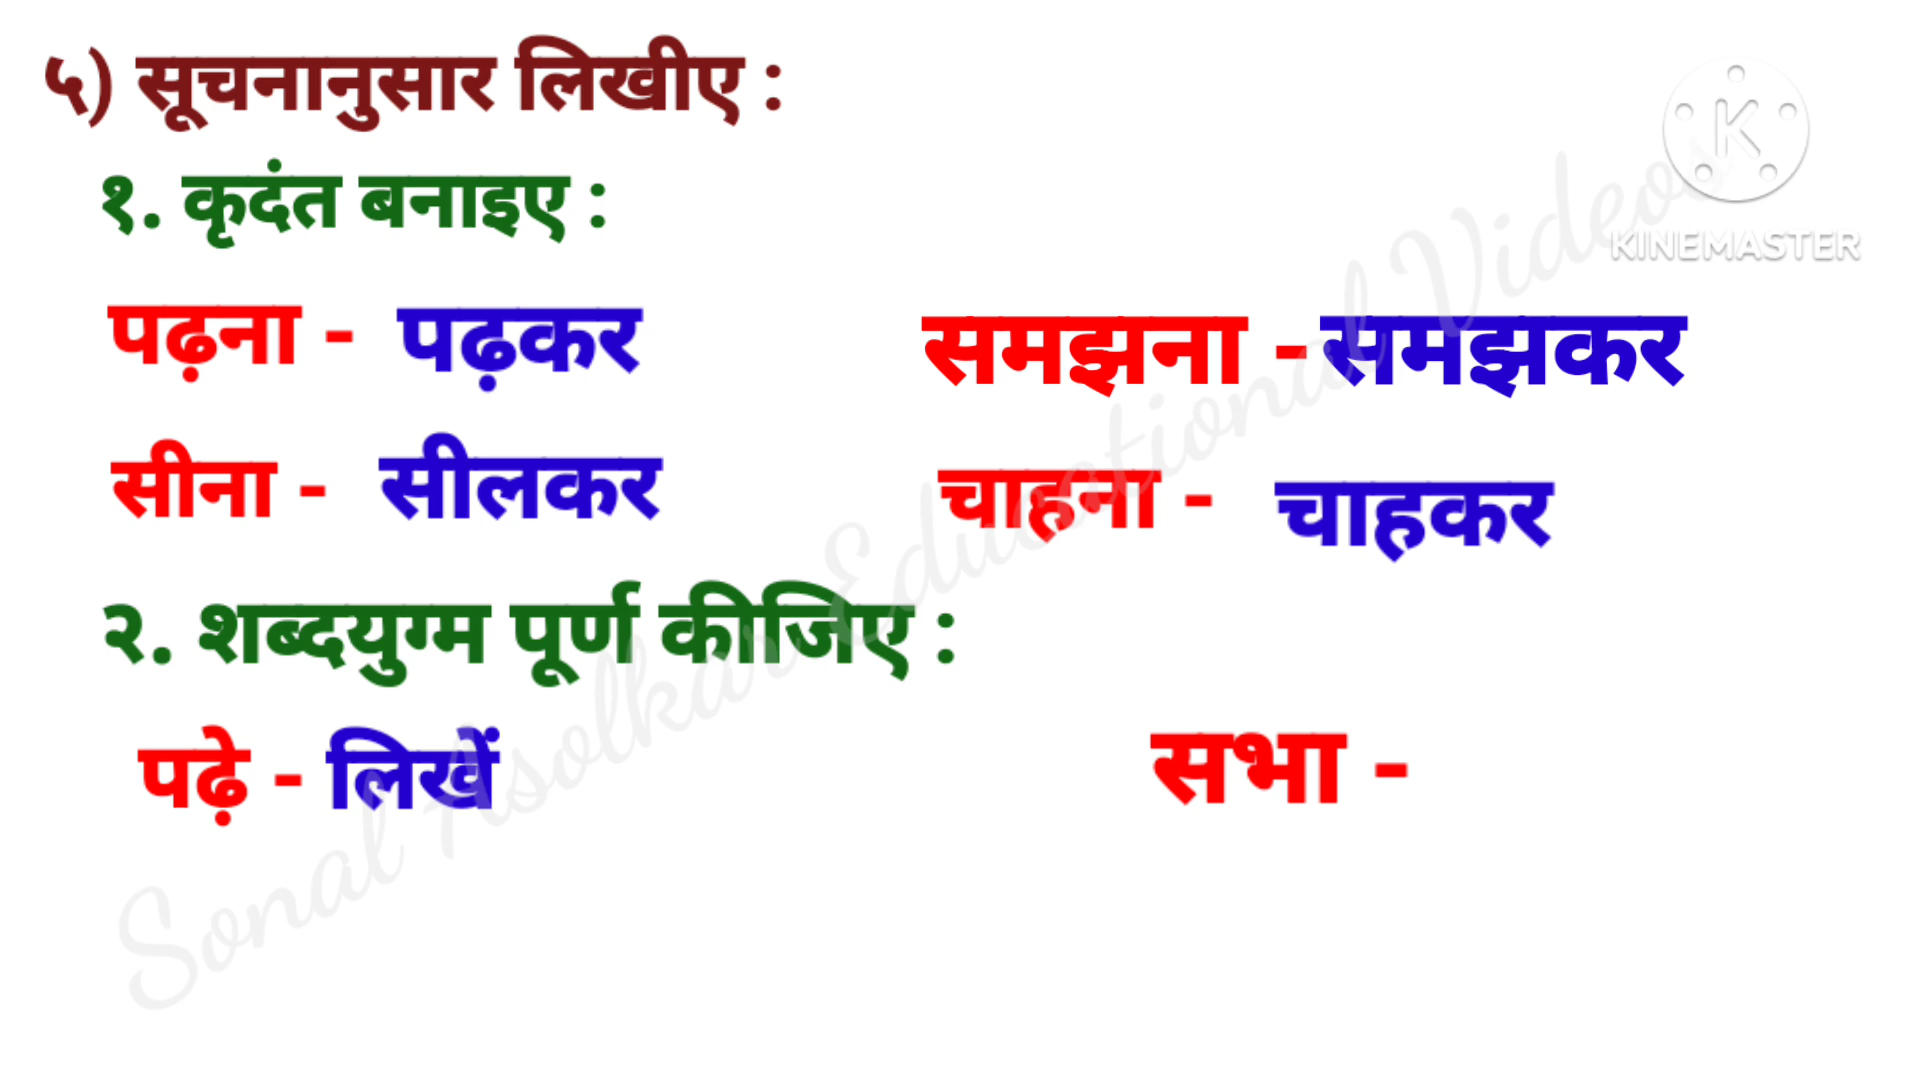 ५) सूचनानुसार लिखीए :
१. कृदंत बनाइए :
पढ़ना - पढ़कर
समझना - समझकर
सीना - सीलकर
चाहना - चाहकर
२. शब्दयुग्म पूर्ण कीजिए :
पढ़े - लिखें
सभा -
K
KINEMASTER
Sonal Asolkar Educational Videos